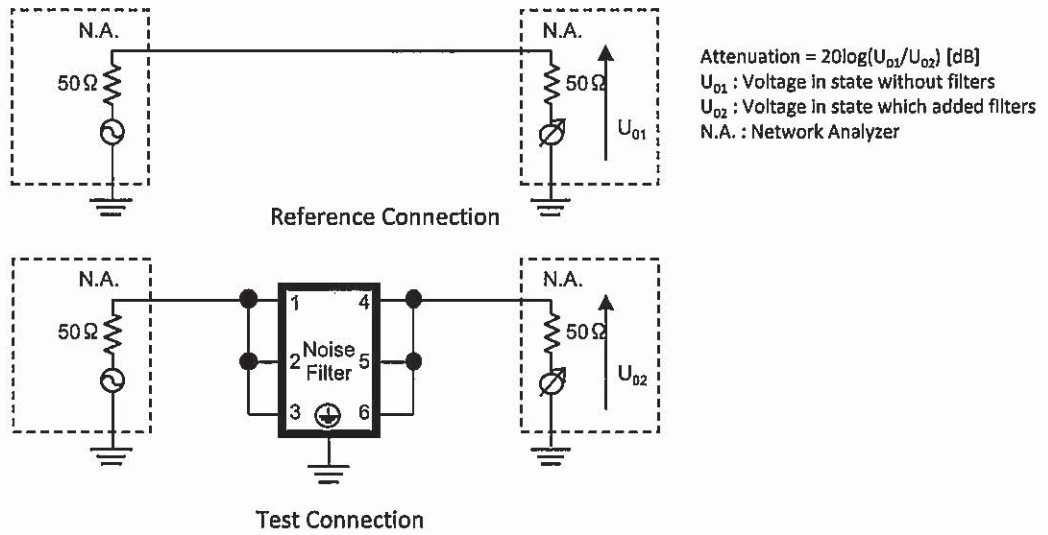 N.A.
N.A.
50Ω
50Ω
U01
Attenuation = 20log(U01/U02) [dB]
U01 : Voltage in state without filters
U02 : Voltage in state which added filters
N.A. : Network Analyzer
Reference Connection
N.A.
N.A.
50Ω
1
4
50Ω
2
Noise
5
Filter
U02
3
6
Test Connection